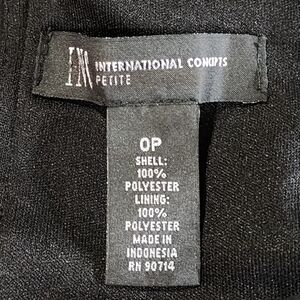 INC INTERNATIONAL CONCEPTS
PETITE
0P
SHELL:
100%
POLYESTER
LINING:
100%
POLYESTER
MADE IN
INDONESIA
RN 90714